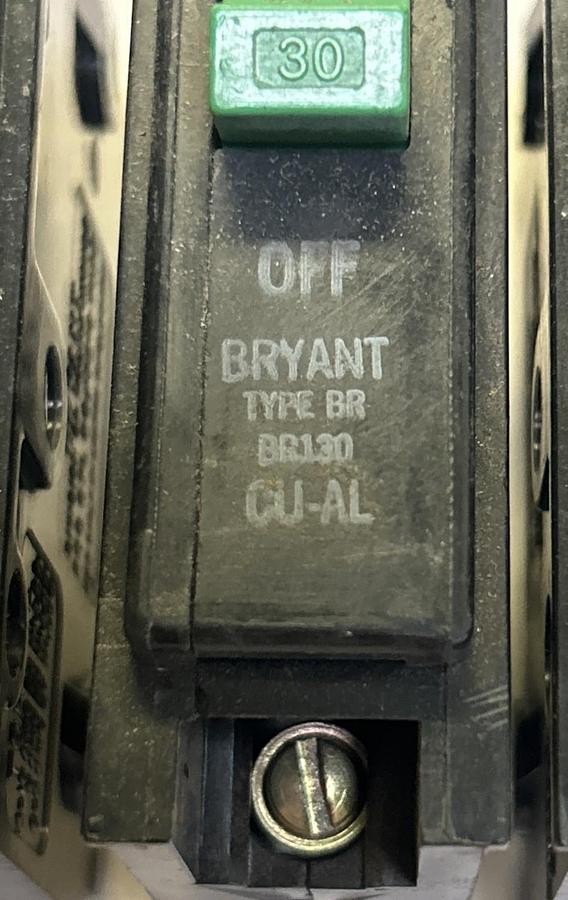 30
OFF
BRYANT
TYPE BR
BR130
CU-AL